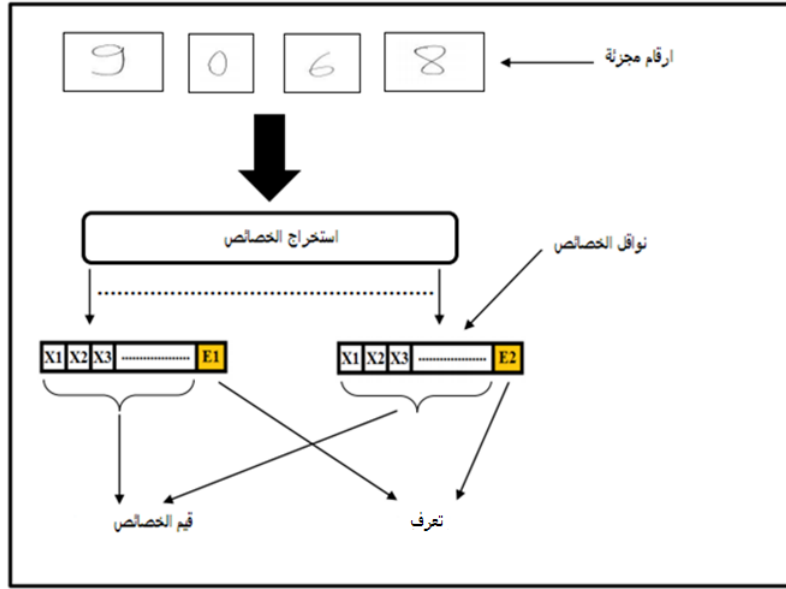 9 0 6 8
ارقام مجزئة
استخراج الخصائص
نواقل الخصائص
X1 X2 X3 .................. E1
X1 X2 X3 .................. E2
قيم الخصائص
تعرف